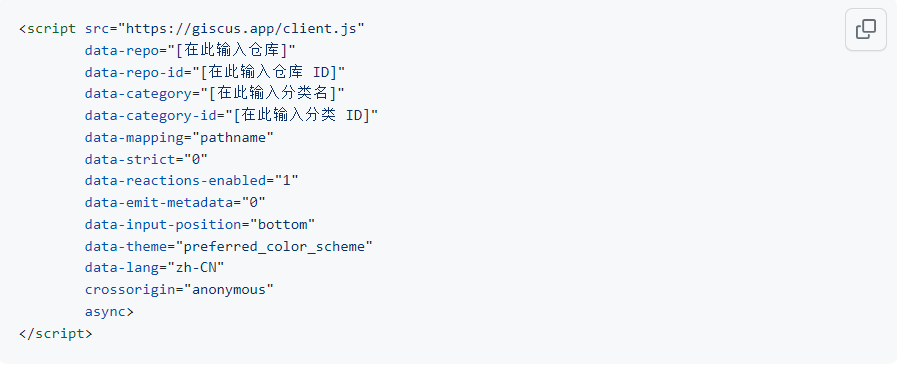 <script src="https://giscus.app/client.js"
        data-repo="[在此输入仓库]"
        data-repo-id="[在此输入仓库 ID]"
        data-category="[在此输入分类名]"
        data-category-id="[在此输入分类 ID]"
        data-mapping="pathname"
        data-strict="0"
        data-reactions-enabled="1"
        data-emit-metadata="0"
        data-input-position="bottom"
        data-theme="preferred_color_scheme"
        data-lang="zh-CN"
        crossorigin="anonymous"
        async>
</script>